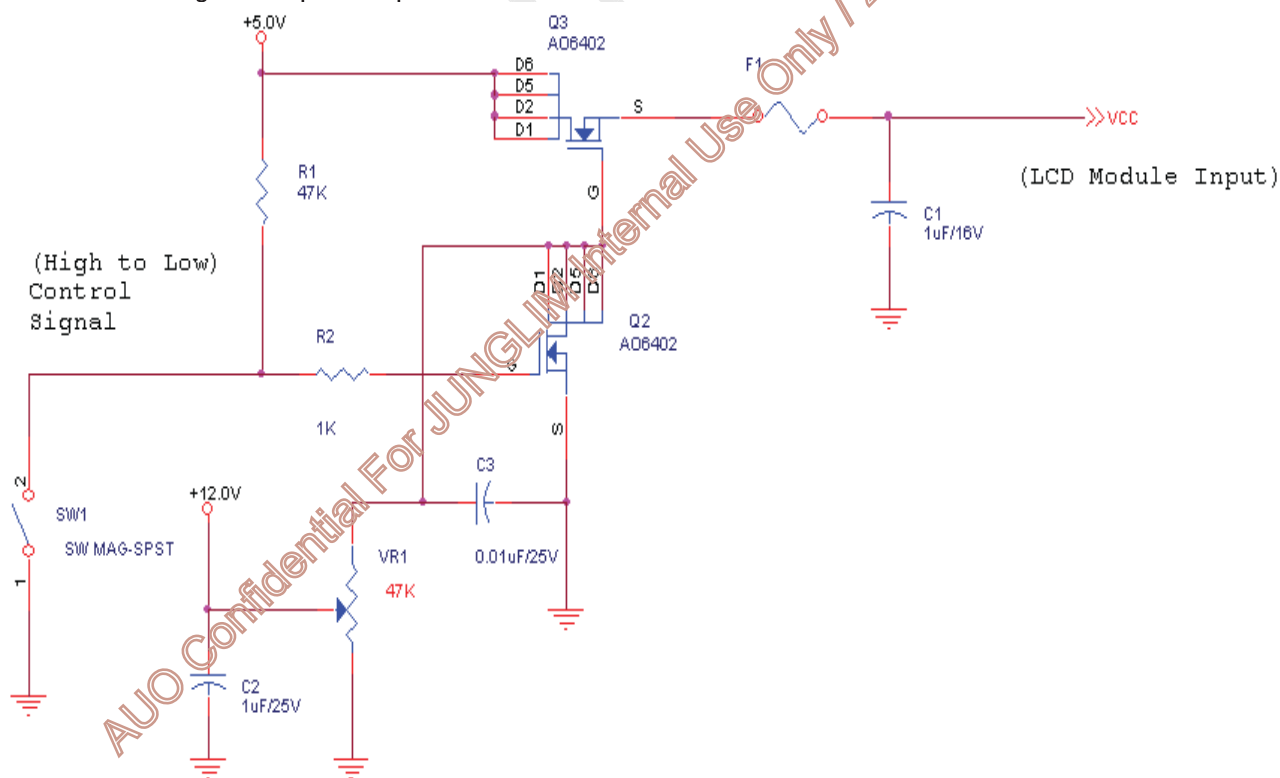 +5.0V
Q3
AO6402
D6
D5
D2
D1
S
G
F1
VCC
(LCD Module Input)
R1
47K
C1
1uF/16V
(High to Low)
Control
Signal
D1
D2
D5
D6
Q2
AO6402
R2
1K
G
S
2
SW1
SW MAG-SPST
1
+12.0V
VR1
47K
C3
0.01uF/25V
C2
1uF/25V
AUO Confidential For JUNGLIM Internal Use Only /